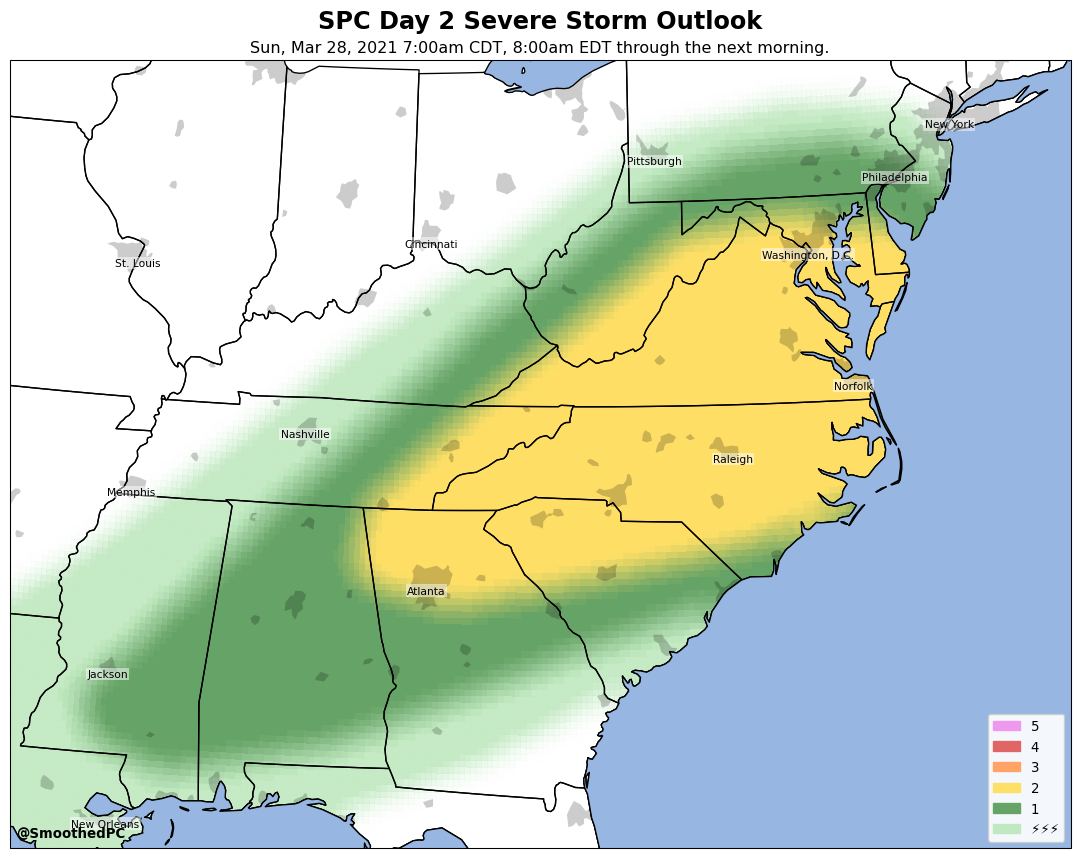 SPC Day 2 Severe Storm Outlook
Sun, Mar 28, 2021 7:00am CDT, 8:00am EDT through the next morning.
New York
Pittsburgh
Philadelphia
Cincinnati
Washington, D.C.
St. Louis
Norfolk
Nashville
Raleigh
Memphis
Atlanta
Jackson
New Orleans
@SmoothedPC
5
4
3
2
1
⚡⚡⚡